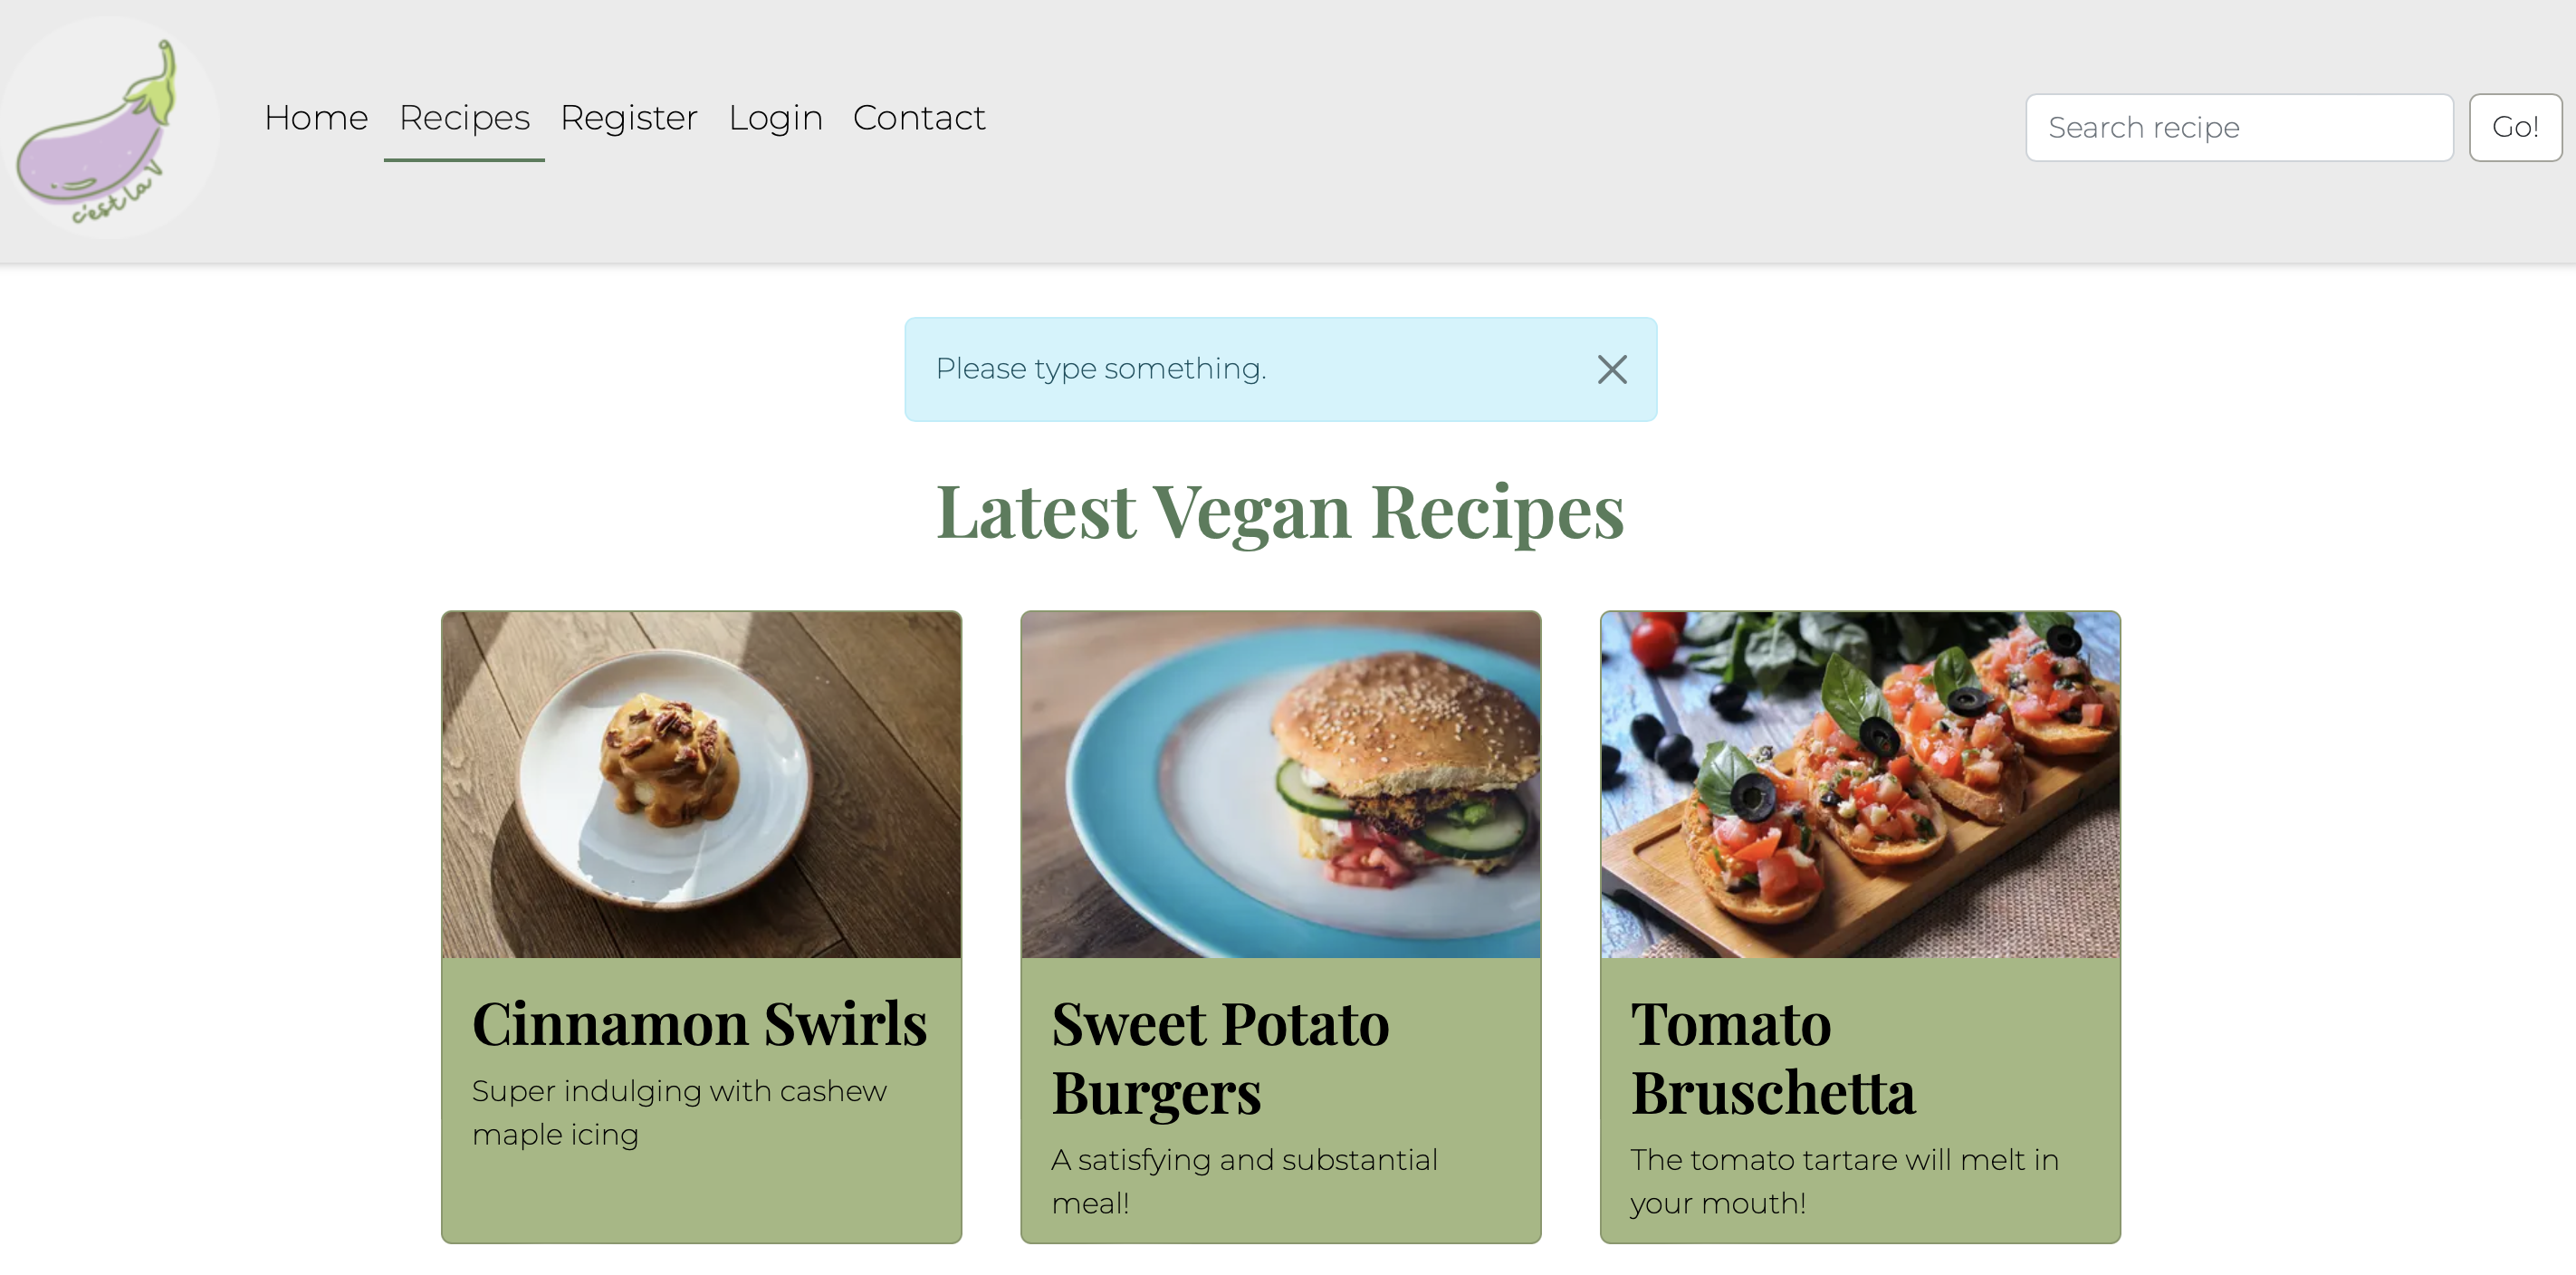 c'est la V
Home Recipes Register Login Contact
Search recipe Go!
Please type something.
Latest Vegan Recipes
Cinnamon Swirls
Super indulging with cashew
maple icing
Sweet Potato
Burgers
A satisfying and substantial
meal!
Tomato
Bruschetta
The tomato tartare will melt in
your mouth!